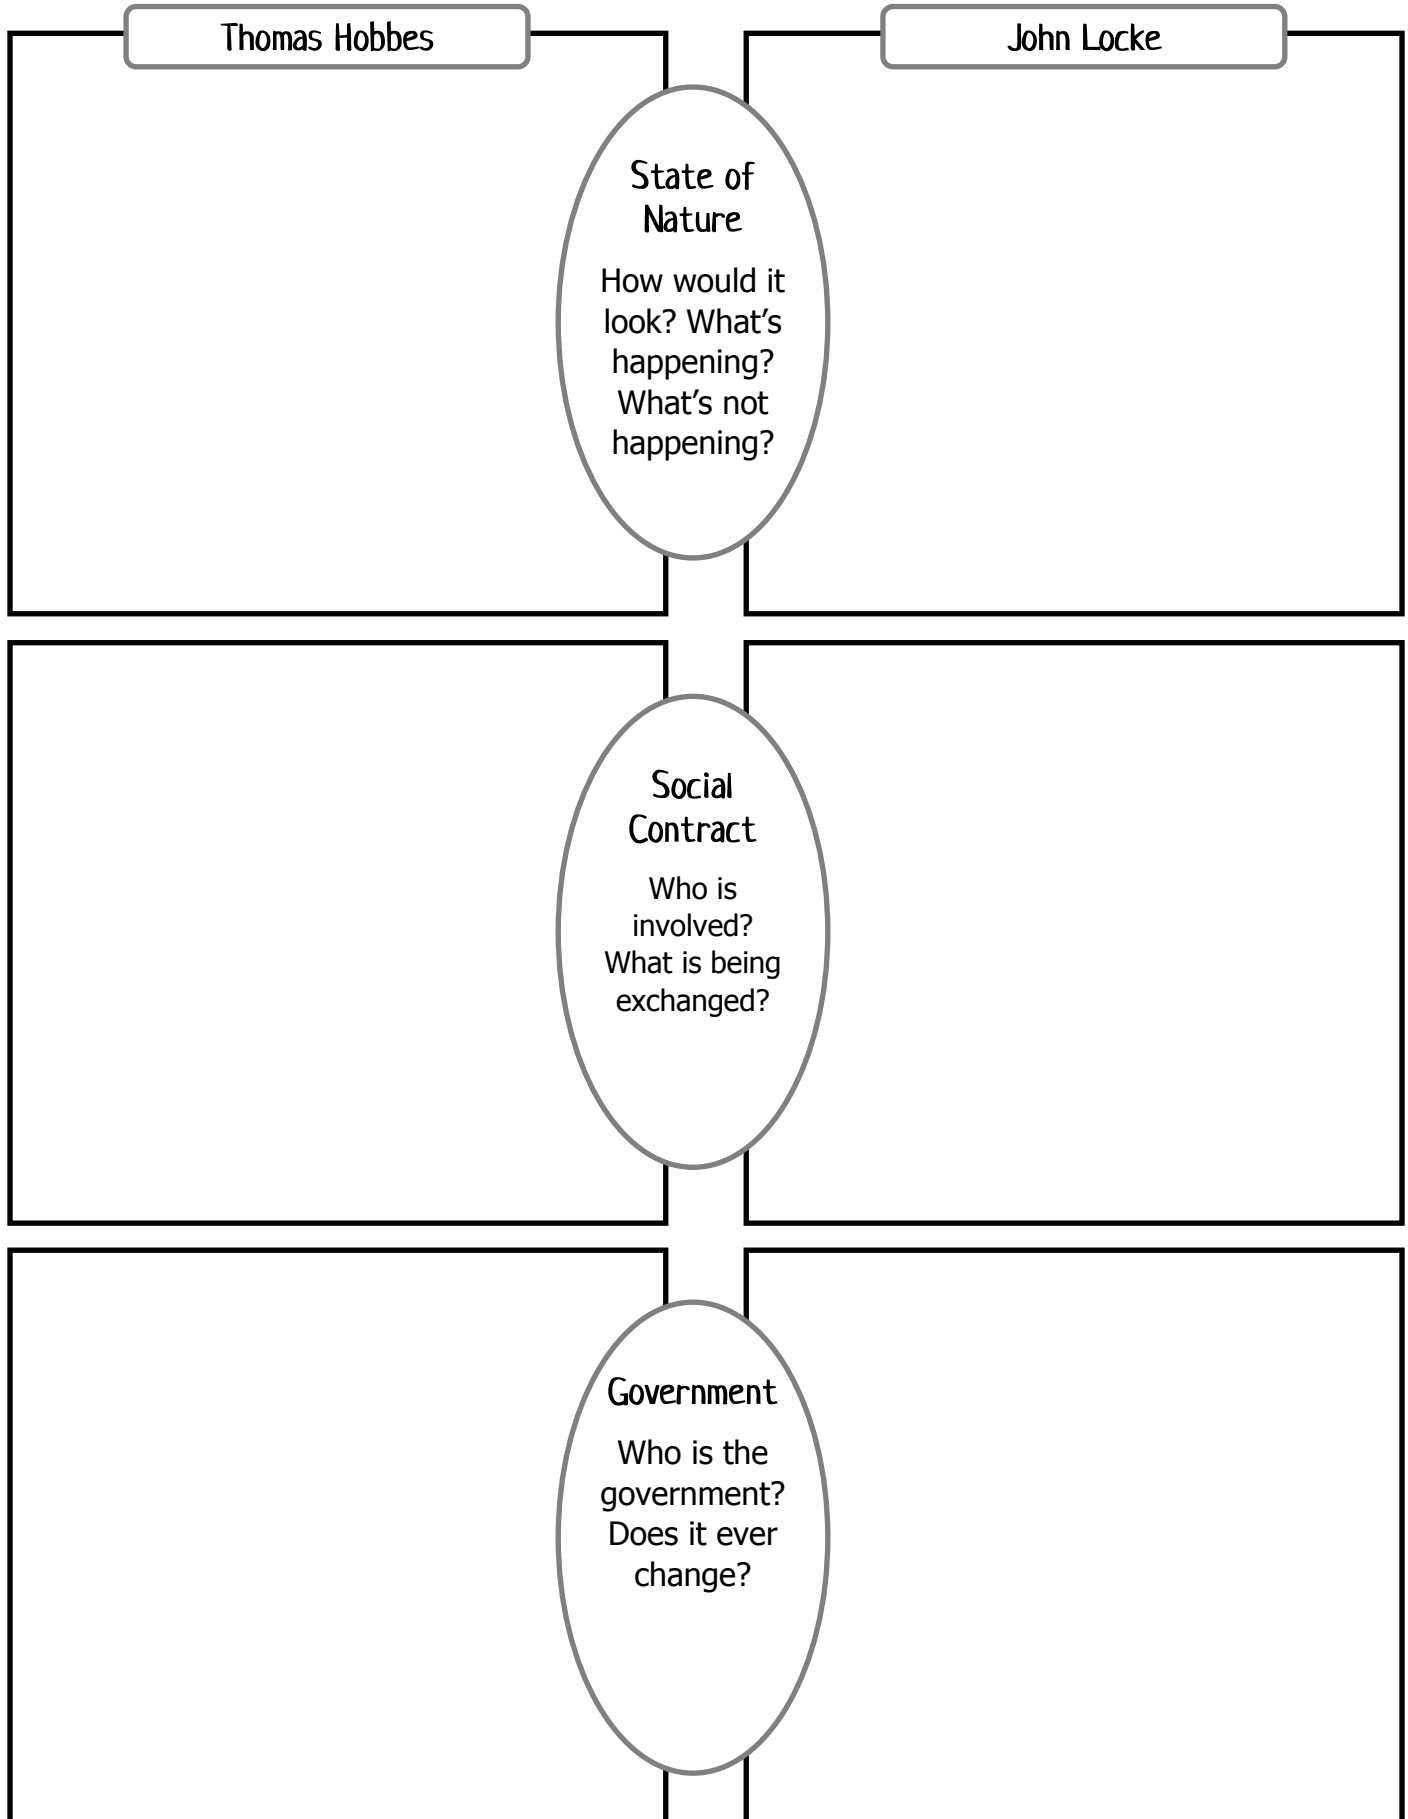 Thomas Hobbes
John Locke
State of
Nature
How would it
look? What’s
happening?
What’s not
happening?
Social
Contract
Who is
involved?
What is being
exchanged?
Government
Who is the
government?
Does it ever
change?